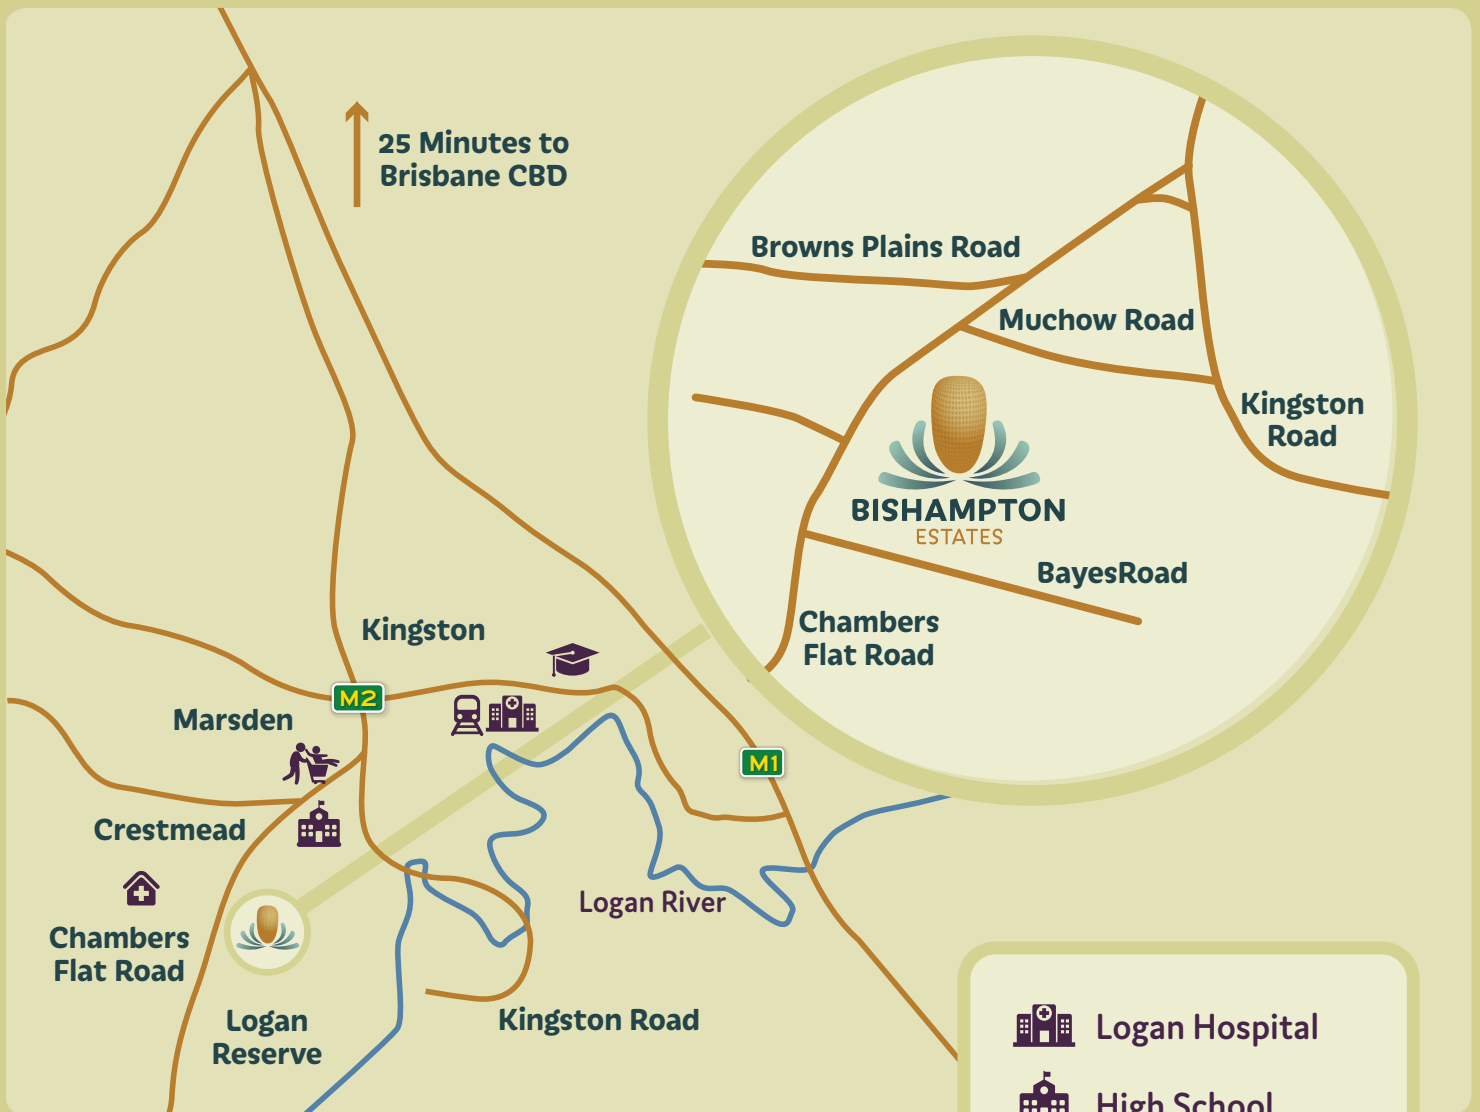 25 Minutes to
Brisbane CBD
Browns Plains Road
Muchow Road
Kingston
Road
BISHAMPTON
ESTATES
BayesRoad
Chambers
Flat Road
Kingston
M2
Marsden
M1
Crestmead
Logan River
Chambers
Flat Road
Logan
Reserve
Kingston Road
Logan Hospital
High School